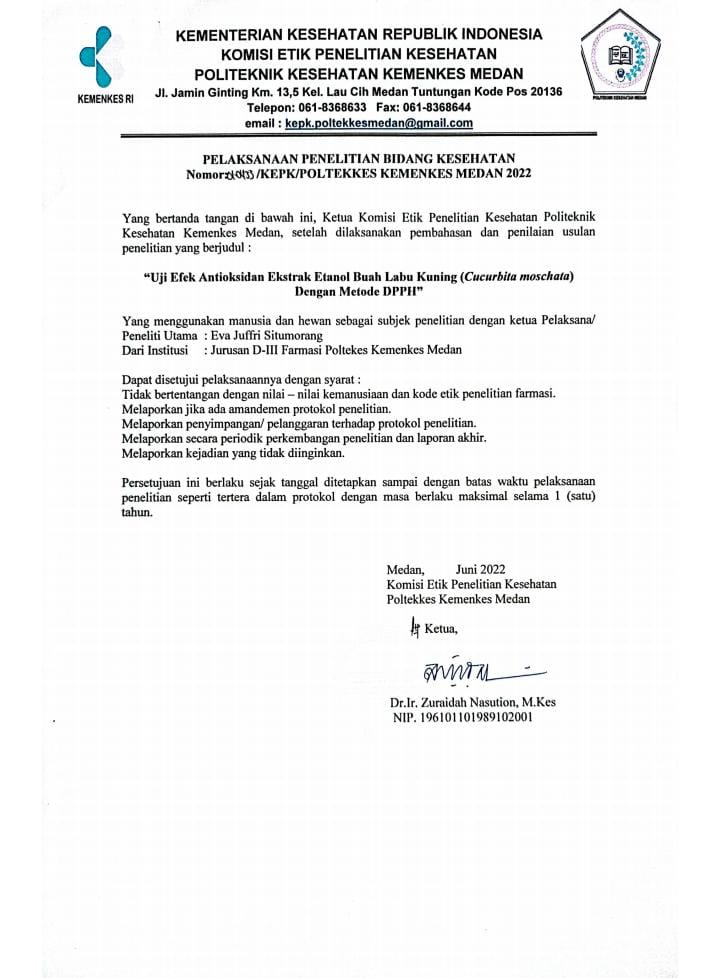 KEMENTERIAN KESEHATAN REPUBLIK INDONESIA
KOMISI ETIK PENELITIAN KESEHATAN
POLITEKNIK KESEHATAN KEMENKES MEDAN
Jl. Jamin Ginting Km. 13,5 Kel. Lau Cih Medan Tuntungan Kode Pos 20136
Telepon: 061-8368633 Fax: 061-8368644
email : kepk.poltekkesmedan@gmail.com
KEMENKES RI
POLITEKNIK KESEHATAN MEDAN
PELAKSANAAN PENELITIAN BIDANG KESEHATAN
Nomor: /KEPK/POLTEKKES KEMENKES MEDAN 2022
Yang bertanda tangan di bawah ini, Ketua Komisi Etik Penelitian Kesehatan Politeknik
Kesehatan Kemenkes Medan, setelah dilaksanakan pembahasan dan penilaian usulan
penelitian yang berjudul :
“Uji Efek Antioksidan Ekstrak Etanol Buah Labu Kuning (Cucurbita moschata)
Dengan Metode DPPH”
Yang menggunakan manusia dan hewan sebagai subjek penelitian dengan ketua Pelaksana/
Peneliti Utama : Eva Juffri Situmorang
Dari Institusi : Jurusan D-III Farmasi Poltekes Kemenkes Medan
Dapat disetujui pelaksanaannya dengan syarat :
Tidak bertentangan dengan nilai – nilai kemanusiaan dan kode etik penelitian farmasi.
Melaporkan jika ada amandemen protokol penelitian.
Melaporkan penyimpangan/ pelanggaran terhadap protokol penelitian.
Melaporkan secara periodik perkembangan penelitian dan laporan akhir.
Melaporkan kejadian yang tidak diinginkan.
Persetujuan ini berlaku sejak tanggal ditetapkan sampai dengan batas waktu pelaksanaan
penelitian seperti tertera dalam protokol dengan masa berlaku maksimal selama 1 (satu)
tahun.
Medan, Juni 2022
Komisi Etik Penelitian Kesehatan
Poltekkes Kemenkes Medan
Ketua,
Dr.Ir. Zuraidah Nasution, M.Kes
NIP. 196101101989102001